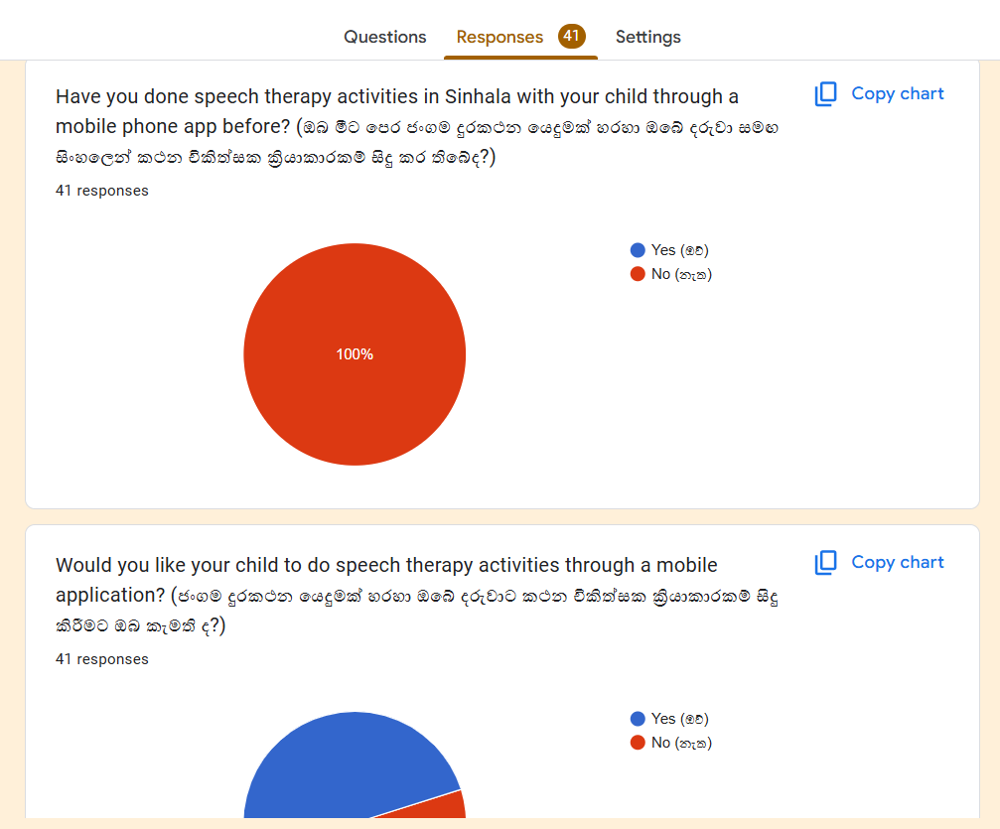 Questions Responses 41 Settings
Have you done speech therapy activities in Sinhala with your child through a
mobile phone app before? (ඔබ මීට පෙර ජංගම දුරකථන යෙදුමක් හරහා ඔබේ දරුවා සමඟ
සිංහලෙන් කථන චිකිත්සක ක්‍රියාකාරකම් සිදු කර තිබේද?)
Copy chart
41 responses
Yes (ඔව්)
No (නැත)
100%
Would you like your child to do speech therapy activities through a mobile
application? (ජංගම දුරකථන යෙදුමක් හරහා ඔබේ දරුවාට කථන චිකිත්සක ක්‍රියාකාරකම් සිදු
කිරීමට ඔබ කැමති ද?)
Copy chart
41 responses
Yes (ඔව්)
No (නැත)